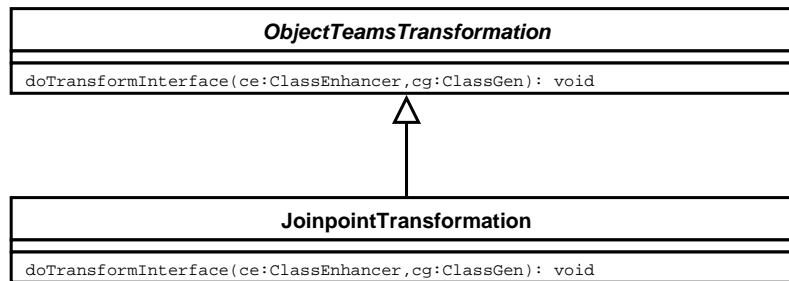 ObjectTeamsTransformation
doTransformInterface(ce:ClassEnhancer,cg:ClassGen): void
JoinpointTransformation
doTransformInterface(ce:ClassEnhancer,cg:ClassGen): void